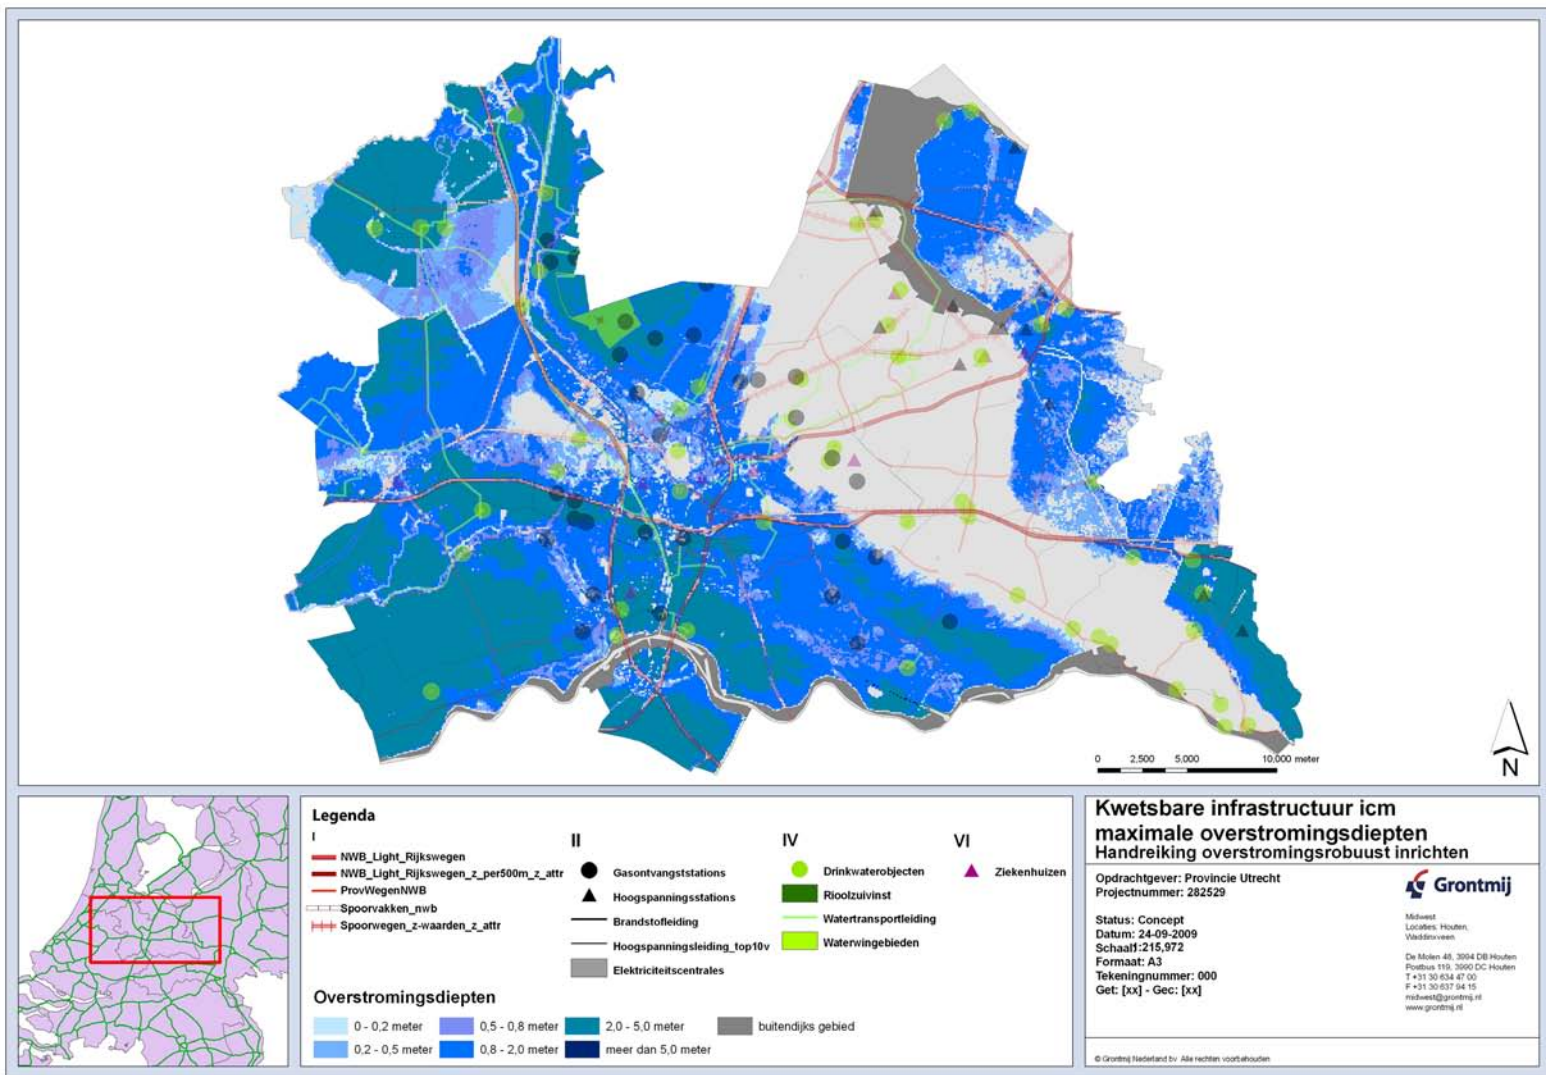 0 2,500 5,000 10,000 meter
N
Legenda
I
NWB_Light_Rijkswegen
NWB_Light_Rijkswegen_z_per500m_z_attr
ProvWegenNWB
Spoorvakken_nwb
Spoorwegen_z-waarden_z_attr
II
Gasontvangststations
Hoogspanningsstations
Brandstofleiding
Hoogspanningsleiding_top10v
Elektriciteitscentrales
IV
Drinkwaterobjecten
Rioolzuivinst
Watertransportleiding
Waterwingebieden
VI
Ziekenhuizen
Overstromingsdiepten
0 - 0,2 meter
0,2 - 0,5 meter
0,5 - 0,8 meter
0,8 - 2,0 meter
2,0 - 5,0 meter
meer dan 5,0 meter
buitendijks gebied
Kwetsbare infrastructuur icm
maximale overstromingsdiepten
Handreiking overstromingsrobuust inrichten
Opdrachtgever: Provincie Utrecht
Projectnummer: 282529
Status: Concept
Datum: 24-09-2009
Schaal1:215,972
Formaat: A3
Tekeningnummer: 000
Get: [xx] - Gec: [xx]
Grontmij
Midwest
Locaties: Houten,
Waddinxveen
De Molen 48, 3994 DB Houten
Postbus 119, 3990 DC Houten
T +31 30 634 47 00
F +31 30 637 94 15
midwest@grontmij.nl
www.grontmij.nl
© Grontmij Nederland bv Alle rechten voorbehouden